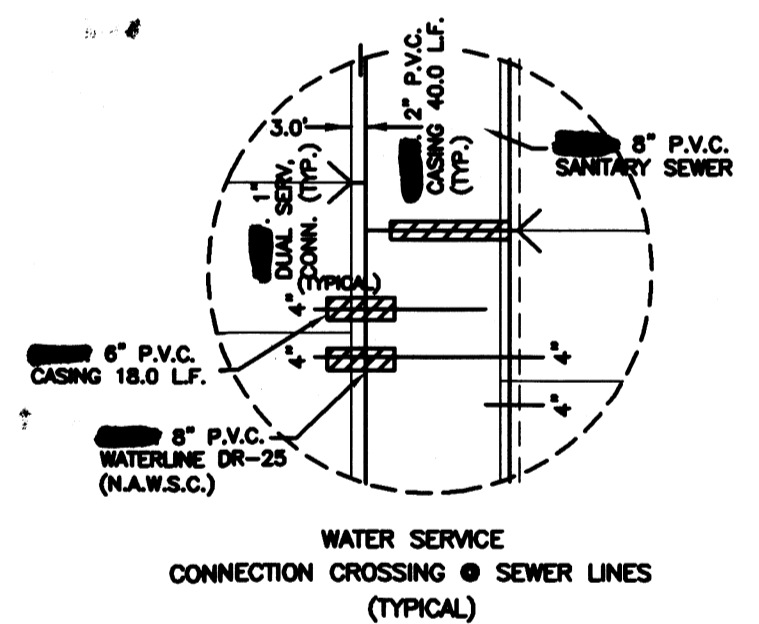 2" P.V.C.
CASING 40.0 L.F.
(TYP.)
3.0'
8" P.V.C.
SANITARY SEWER
1"
DUAL SERV.
CONN. (TYP.)
(TYPICAL)
4"
4"
4"
4"
6" P.V.C.
CASING 18.0 L.F.
8" P.V.C.
WATERLINE DR-25
(N.A.W.S.C.)
WATER SERVICE
CONNECTION CROSSING @ SEWER LINES
(TYPICAL)